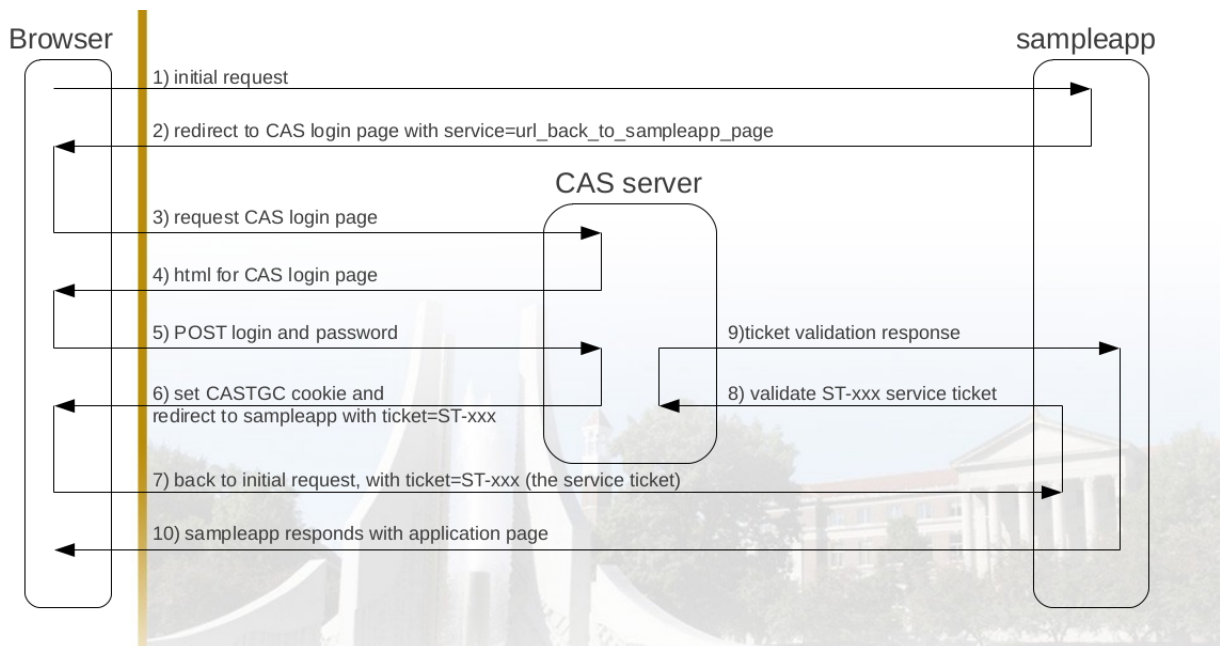 Browser
sampleapp
1) initial request
2) redirect to CAS login page with service=url_back_to_sampleapp_page
CAS server
3) request CAS login page
4) html for CAS login page
5) POST login and password
9)ticket validation response
6) set CASTGC cookie and
redirect to sampleapp with ticket=ST-xxx
8) validate ST-xxx service ticket
7) back to initial request, with ticket=ST-xxx (the service ticket)
10) sampleapp responds with application page